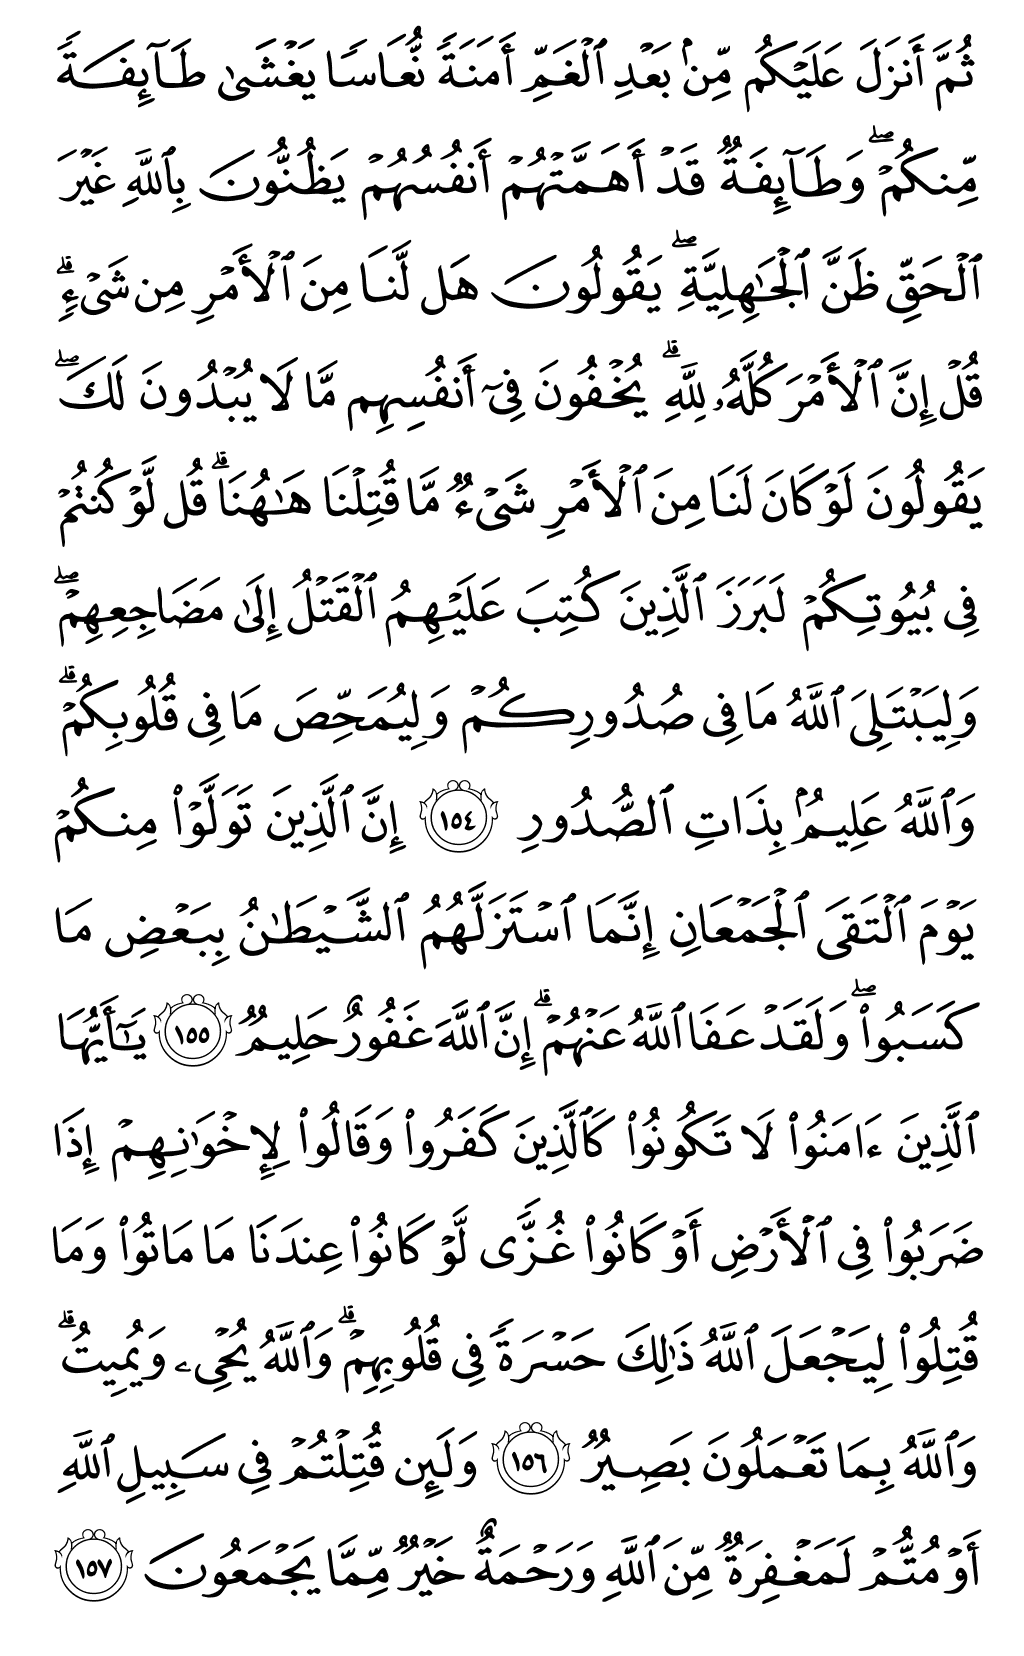 ثُمَّ أَنزَلَ عَلَيْكُم مِّنۢ بَعْدِ ٱلْغَمِّ أَمَنَةً نُّعَاسًا يَغْشَىٰ طَآئِفَةً
مِّنكُمْ ۖ وَطَآئِفَةٌ قَدْ أَهَمَّتْهُمْ أَنفُسُهُمْ يَظُنُّونَ بِٱللَّهِ غَيْرَ
ٱلْحَقِّ ظَنَّ ٱلْجَٰهِلِيَّةِ ۖ يَقُولُونَ هَل لَّنَا مِنَ ٱلْأَمْرِ مِن شَىْءٍ ۗ
قُلْ إِنَّ ٱلْأَمْرَ كُلَّهُۥ لِلَّهِ ۗ يُخْفُونَ فِىٓ أَنفُسِهِم مَّا لَا يُبْدُونَ لَكَ ۖ
يَقُولُونَ لَوْ كَانَ لَنَا مِنَ ٱلْأَمْرِ شَىْءٌ مَّا قُتِلْنَا هَٰهُنَا ۗ قُل لَّوْ كُنتُمْ
فِى بُيُوتِكُمْ لَبَرَزَ ٱلَّذِينَ كُتِبَ عَلَيْهِمُ ٱلْقَتْلُ إِلَىٰ مَضَاجِعِهِمْ ۖ
وَلِيَبْتَلِىَ ٱللَّهُ مَا فِى صُدُورِكُمْ وَلِيُمَحِّصَ مَا فِى قُلُوبِكُمْ ۗ
وَٱللَّهُ عَلِيمٌۢ بِذَاتِ ٱلصُّدُورِ ١٥٤ إِنَّ ٱلَّذِينَ تَوَلَّوْا۟ مِنكُمْ
يَوْمَ ٱلْتَقَى ٱلْجَمْعَانِ إِنَّمَا ٱسْتَزَلَّهُمُ ٱلشَّيْطَٰنُ بِبَعْضِ مَا
كَسَبُوا۟ ۖ وَلَقَدْ عَفَا ٱللَّهُ عَنْهُمْ ۗ إِنَّ ٱللَّهَ غَفُورٌ حَلِيمٌ ١٥٥ يَٰٓأَيُّهَا
ٱلَّذِينَ ءَامَنُوا۟ لَا تَكُونُوا۟ كَٱلَّذِينَ كَفَرُوا۟ وَقَالُوا۟ لِإِخْوَٰنِهِمْ إِذَا
ضَرَبُوا۟ فِى ٱلْأَرْضِ أَوْ كَانُوا۟ غُزًّى لَّوْ كَانُوا۟ عِندَنَا مَا مَاتُوا۟ وَمَا
قُتِلُوا۟ لِيَجْعَلَ ٱللَّهُ ذَٰلِكَ حَسْرَةً فِى قُلُوبِهِمْ ۗ وَٱللَّهُ يُحْىِۦ وَيُمِيتُ ۗ
وَٱللَّهُ بِمَا تَعْمَلُونَ بَصِيرٌ ١٥٦ وَلَئِن قُتِلْتُمْ فِى سَبِيلِ ٱللَّهِ
أَوْ مُتُّمْ لَمَغْفِرَةٌ مِّنَ ٱللَّهِ وَرَحْمَةٌ خَيْرٌ مِّمَّا يَجْمَعُونَ ١٥٧